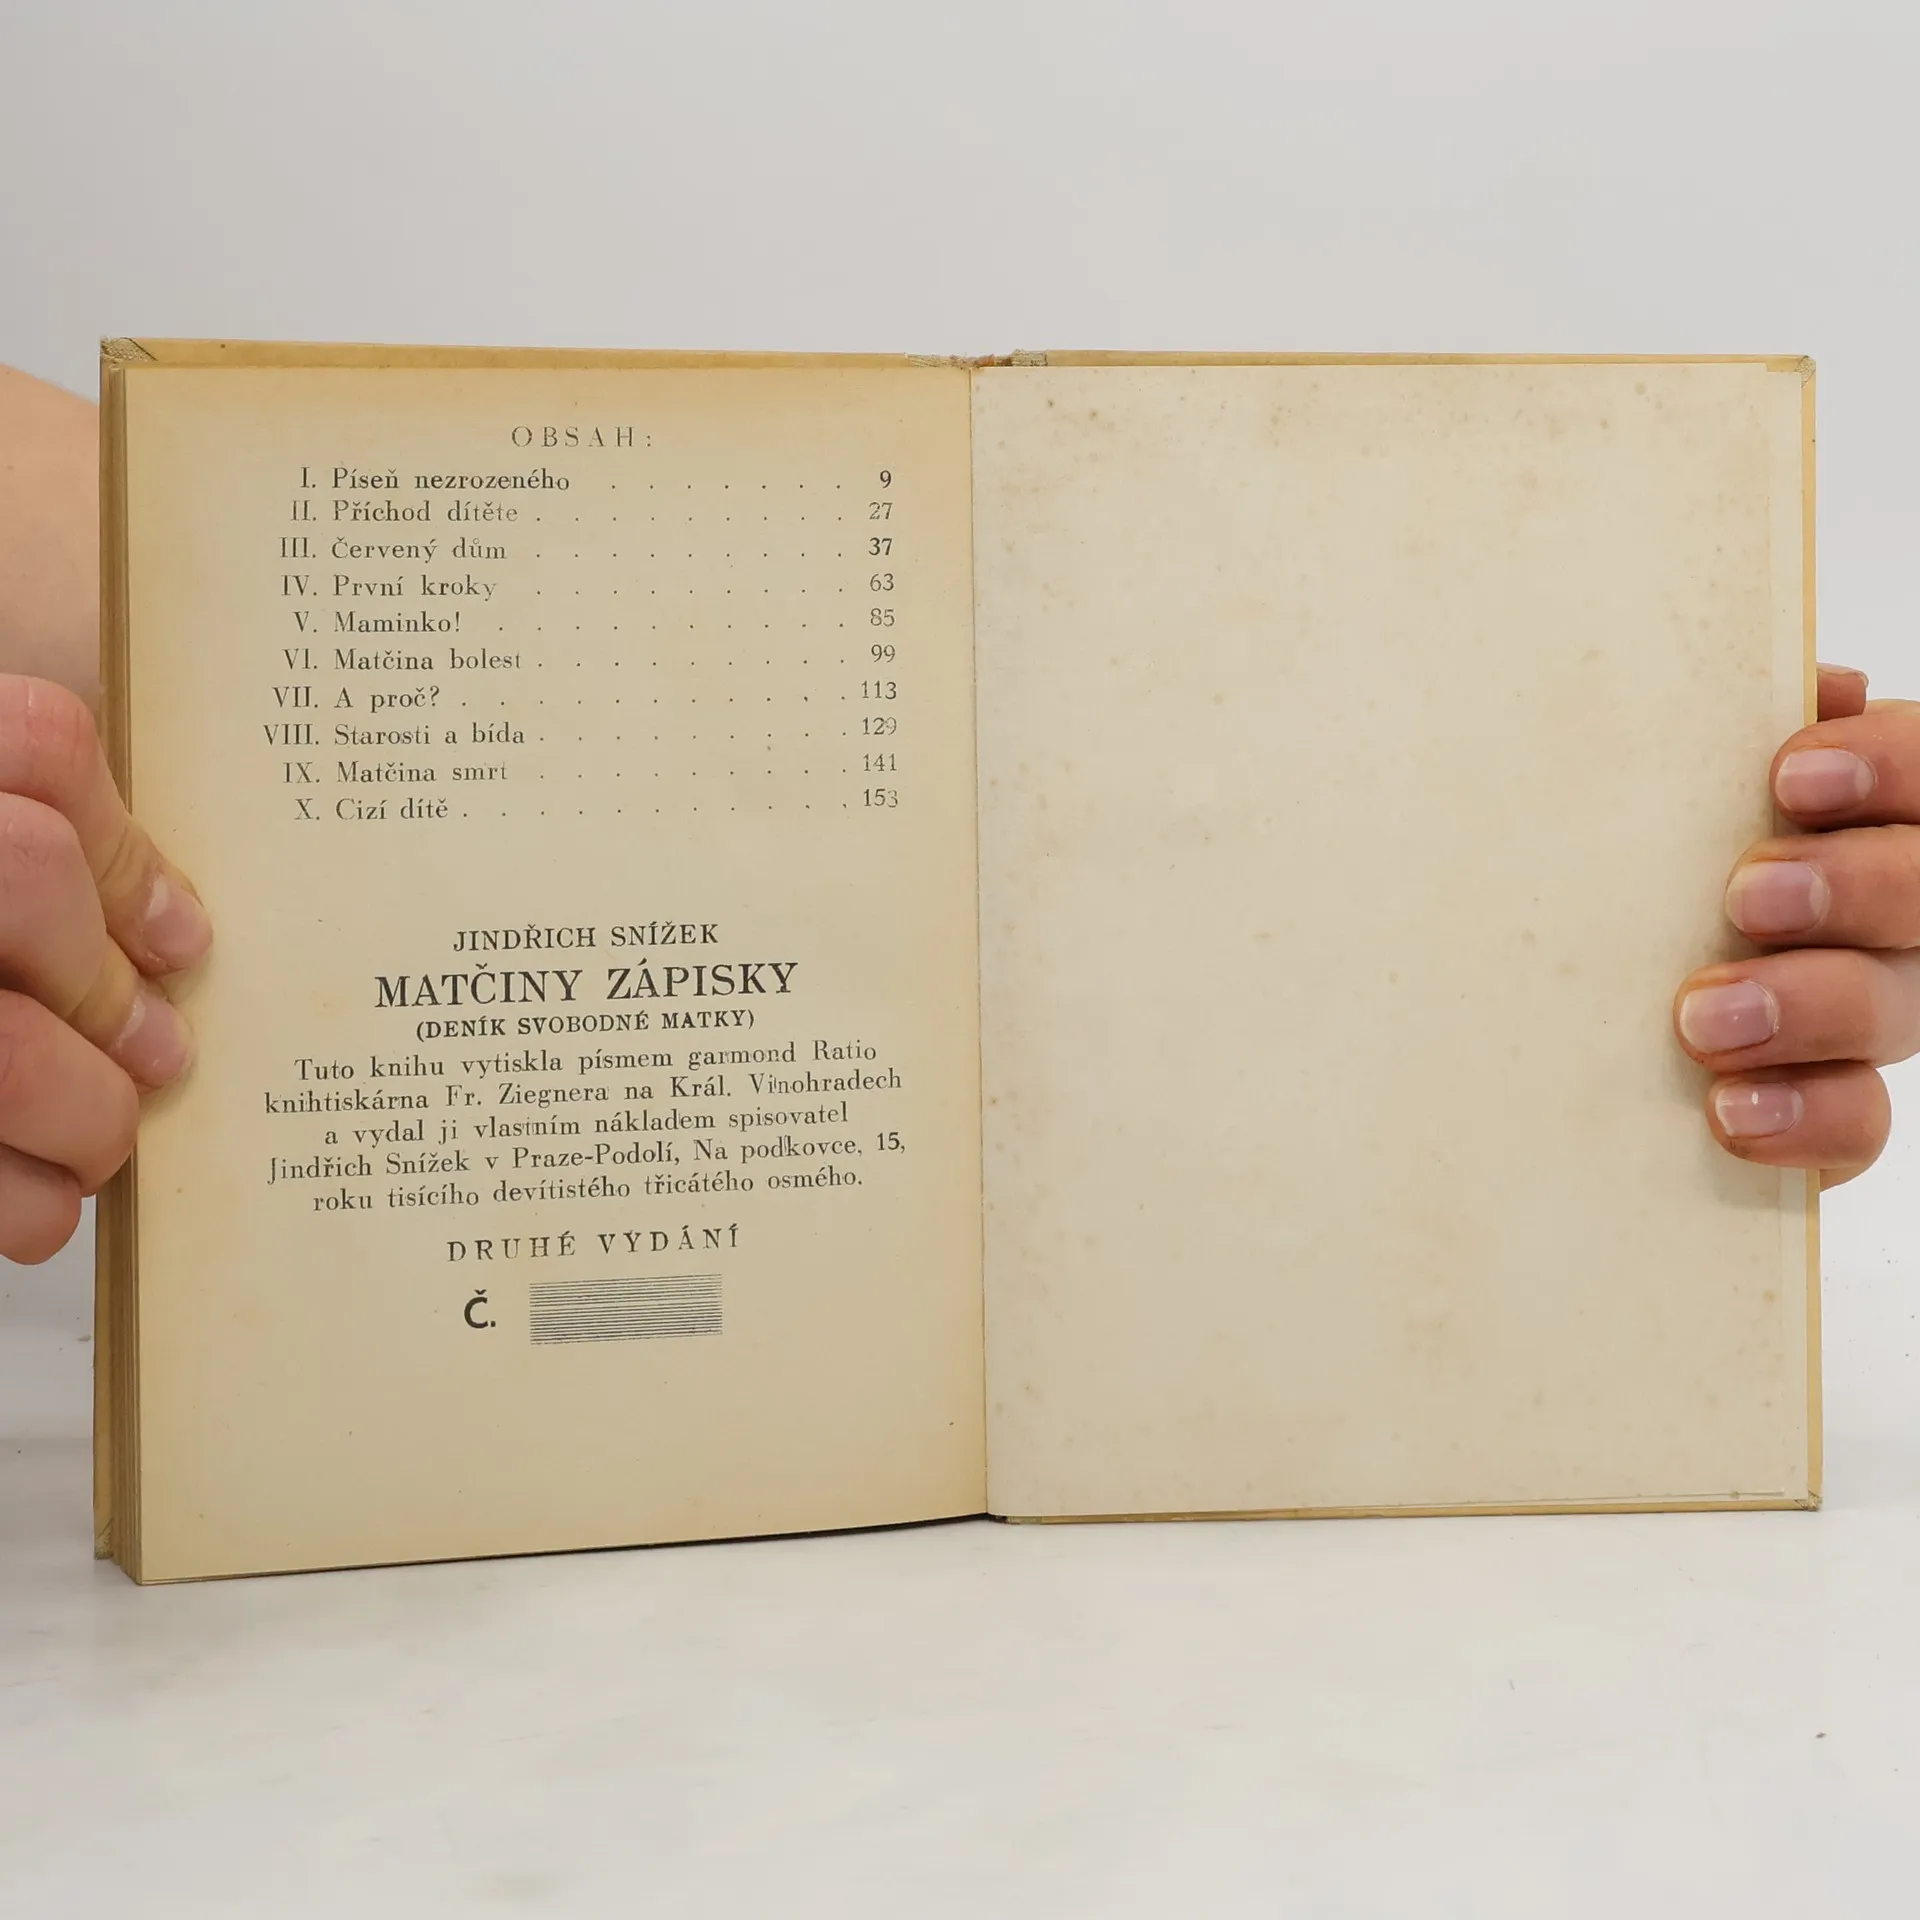 OBSAH:
I. Píseň nezrozeného . . . . . . . 9
II. Příchod dítěte . . . . . . . . . 27
III. Červený dům . . . . . . . . . 37
IV. První kroky . . . . . . . . . 63
V. Maminko! . . . . . . . . . . 85
VI. Matčina bolest . . . . . . . . . 99
VII. A proč? . . . . . . . . . . . 113
VIII. Starosti a bída . . . . . . . . . 129
IX. Matčina smrt . . . . . . . . . 141
X. Cizí dítě . . . . . . . . . . . 153
JINDŘICH SNÍŽEK
MATČINY ZÁPISKY
(DENÍK SVOBODNÉ MATKY)
Tuto knihu vytiskla písmem garmond Ratio
knihtiskárna Fr. Ziegnera na Král. Vinohradech
a vydal ji vlastním nákladem spisovatel
Jindřich Snížek v Praze-Podolí, Na podkovce, 15,
roku tisícího devítistého třicátého osmého.
DRUHÉ VYDÁNÍ
Č.